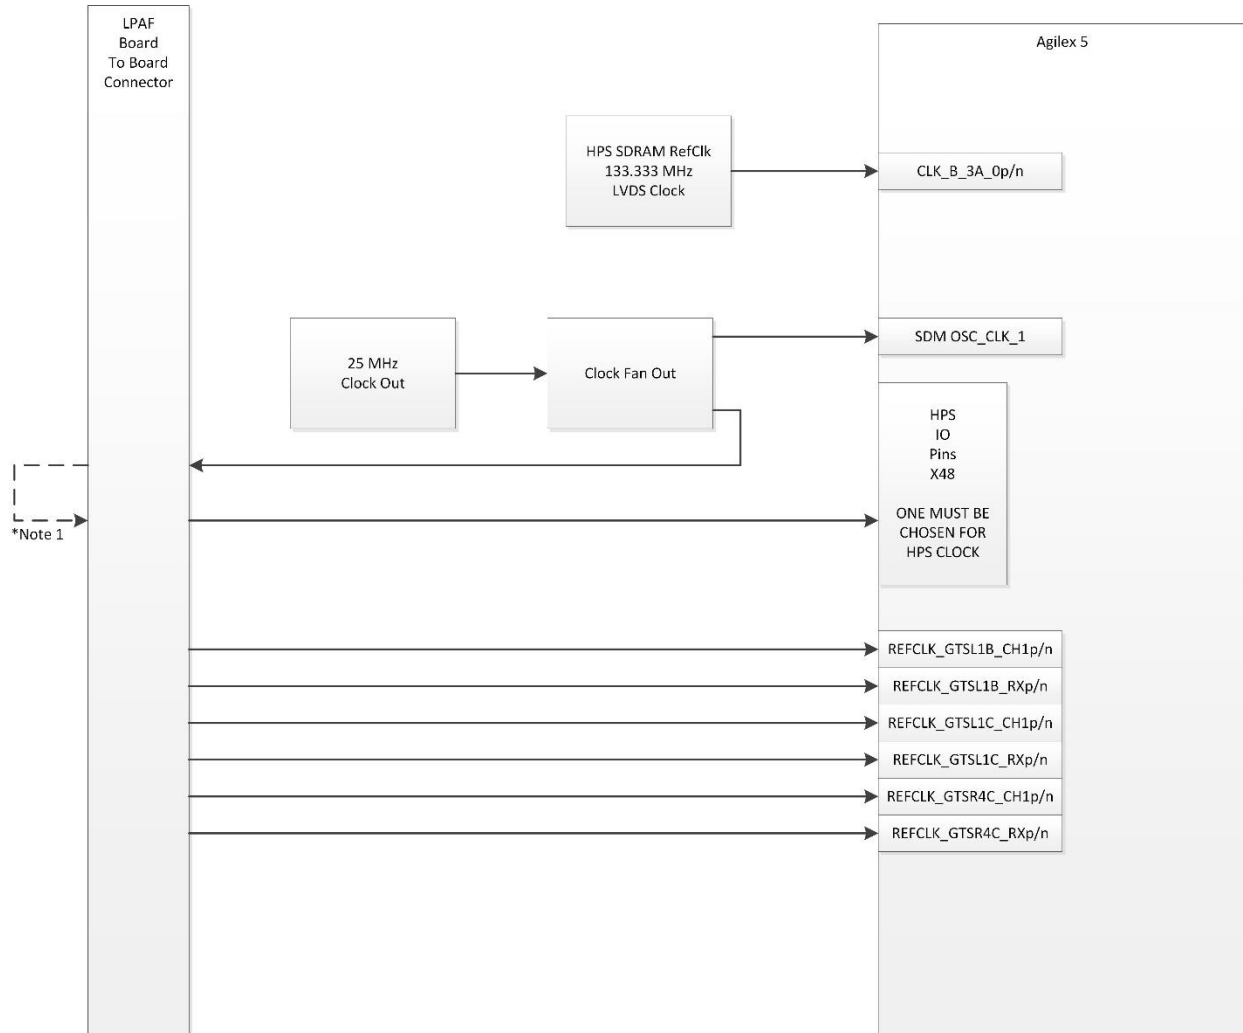 LPAF
Board
To Board
Connector
Agilex 5
HPS SDRAM RefClk
133.333 MHz
LVDS Clock
CLK_B_3A_0p/n
25 MHz
Clock Out
Clock Fan Out
SDM OSC_CLK_1
HPS
IO
Pins
X48
ONE MUST BE
CHOSEN FOR
HPS CLOCK
*Note 1
REFCLK_GTSL1B_CH1p/n
REFCLK_GTSL1B_RXp/n
REFCLK_GTSL1C_CH1p/n
REFCLK_GTSL1C_RXp/n
REFCLK_GTSR4C_CH1p/n
REFCLK_GTSR4C_RXp/n